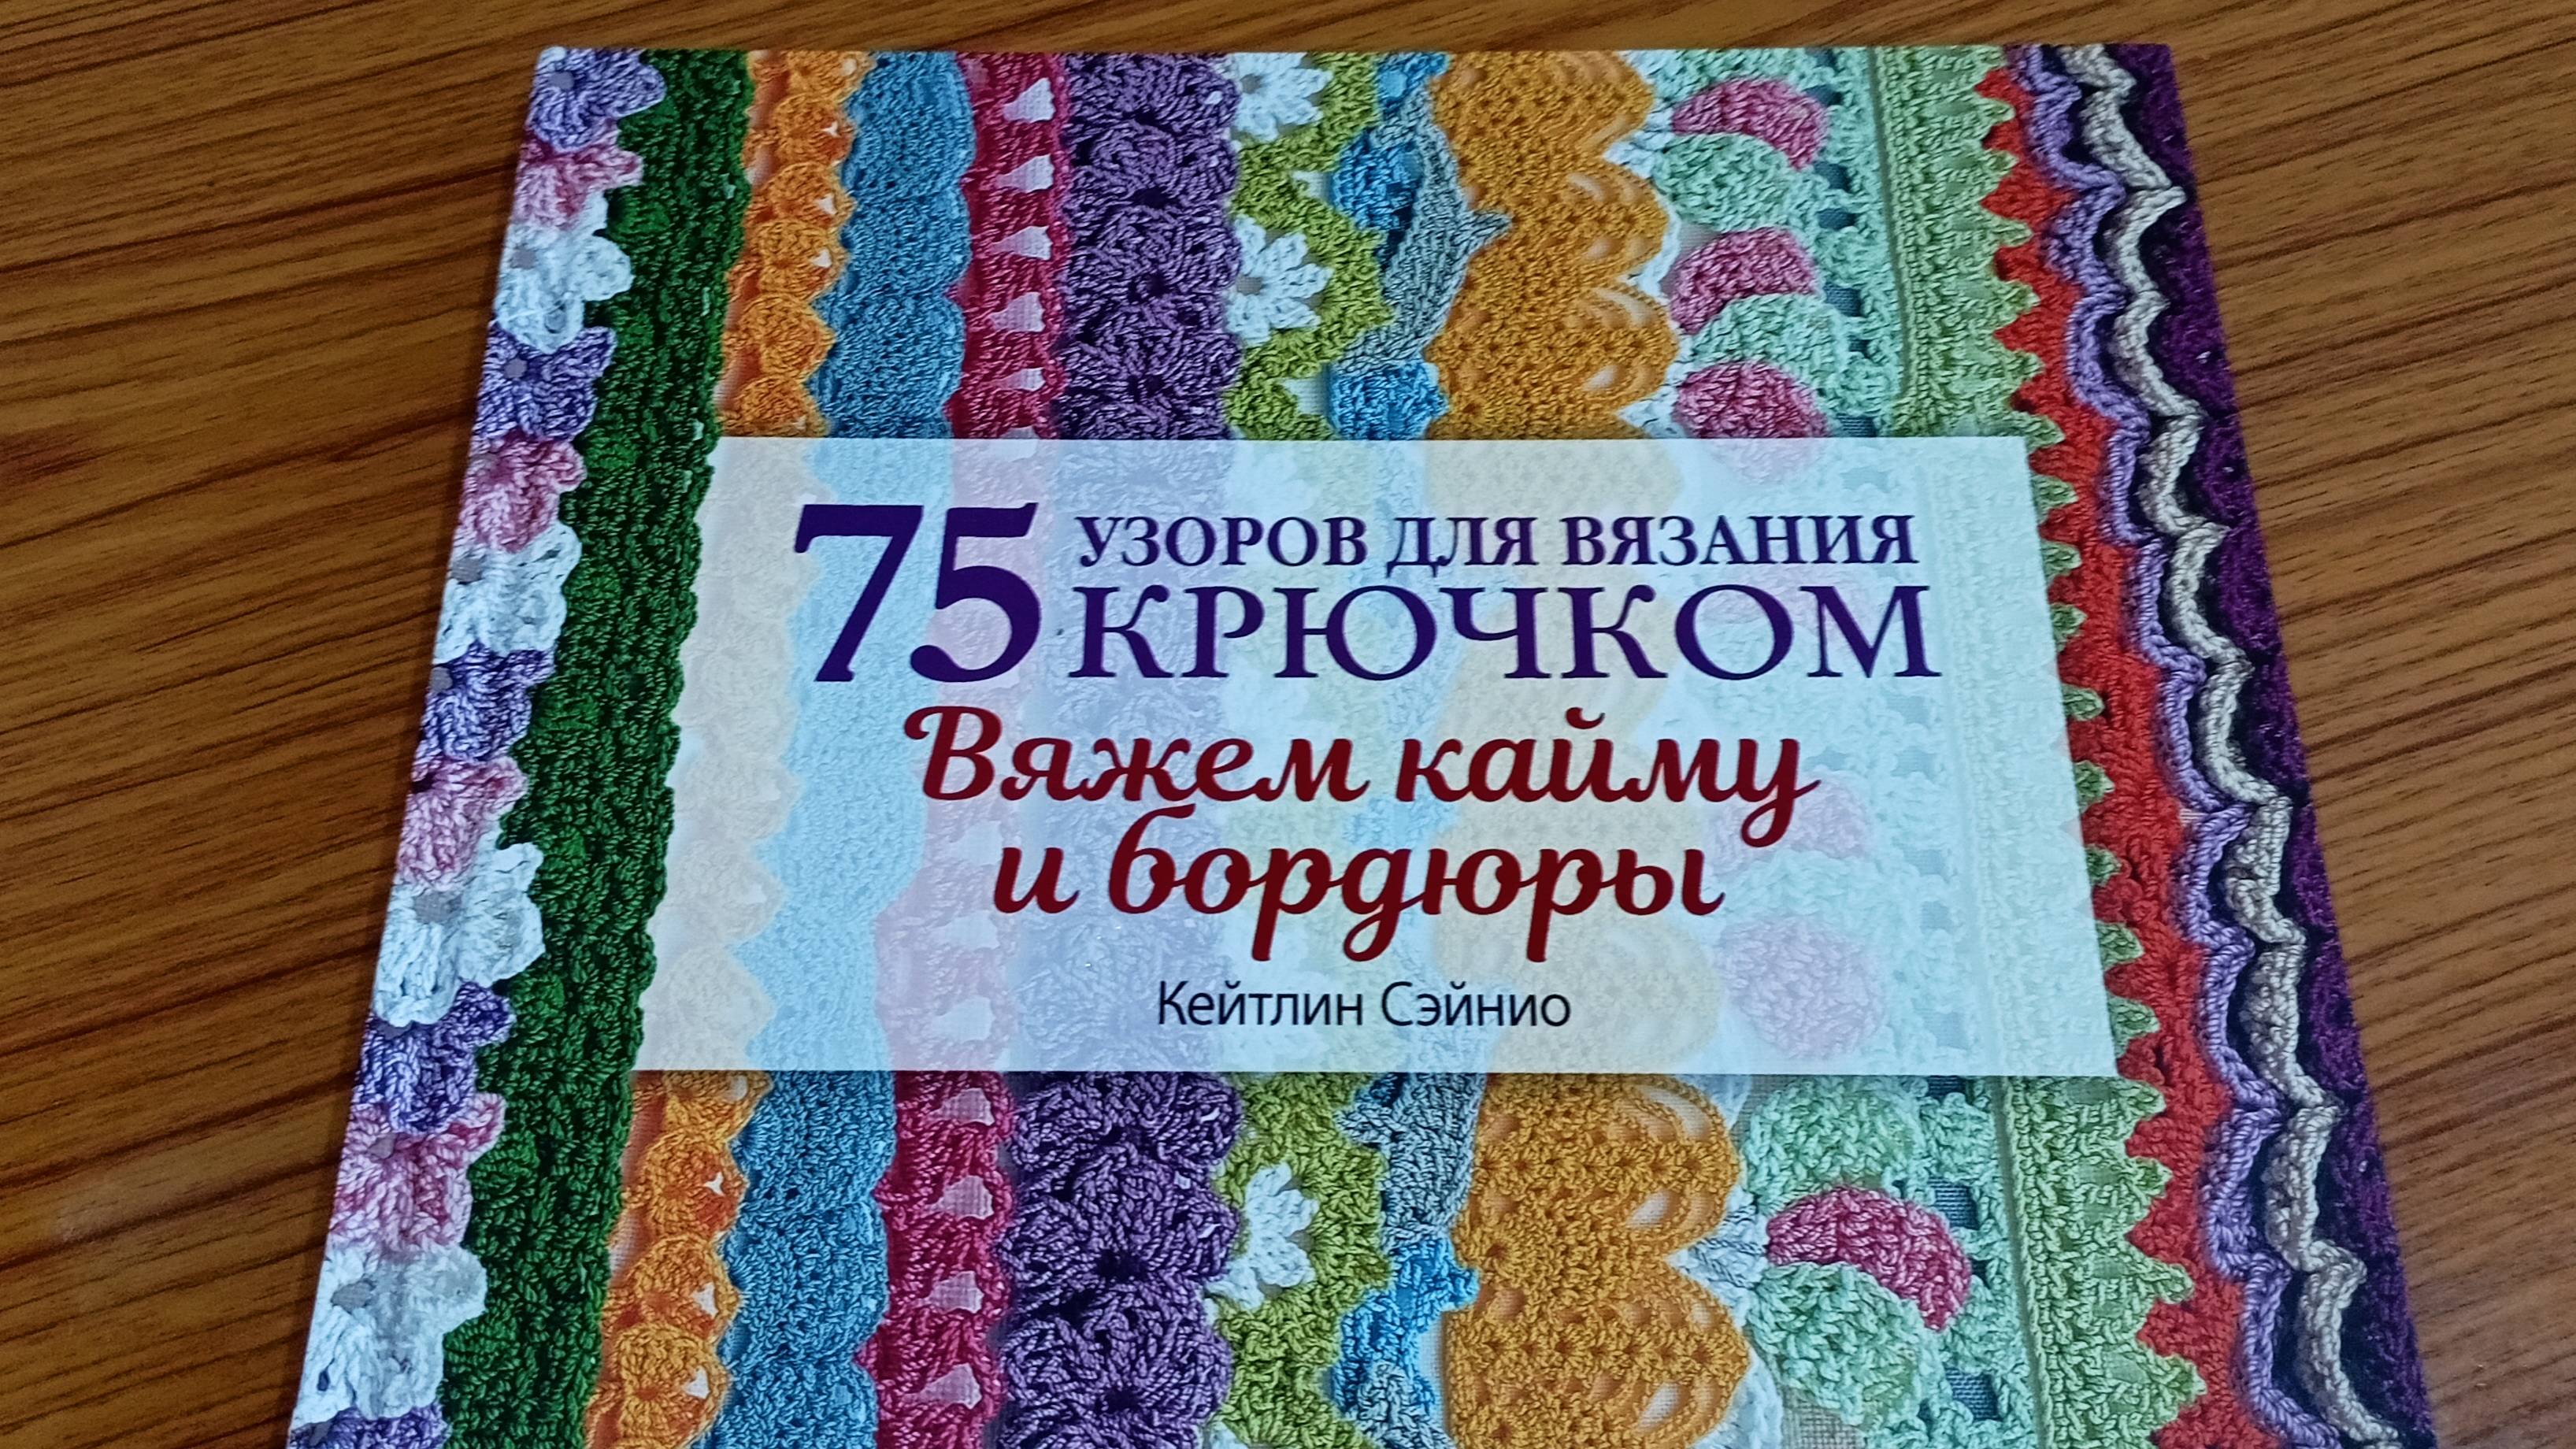 75 УЗОРОВ ДЛЯ ВЯЗАНИЯ
КРЮЧКОМ
Вяжем кайму
и бордюры
Кейтлин Сэйнио